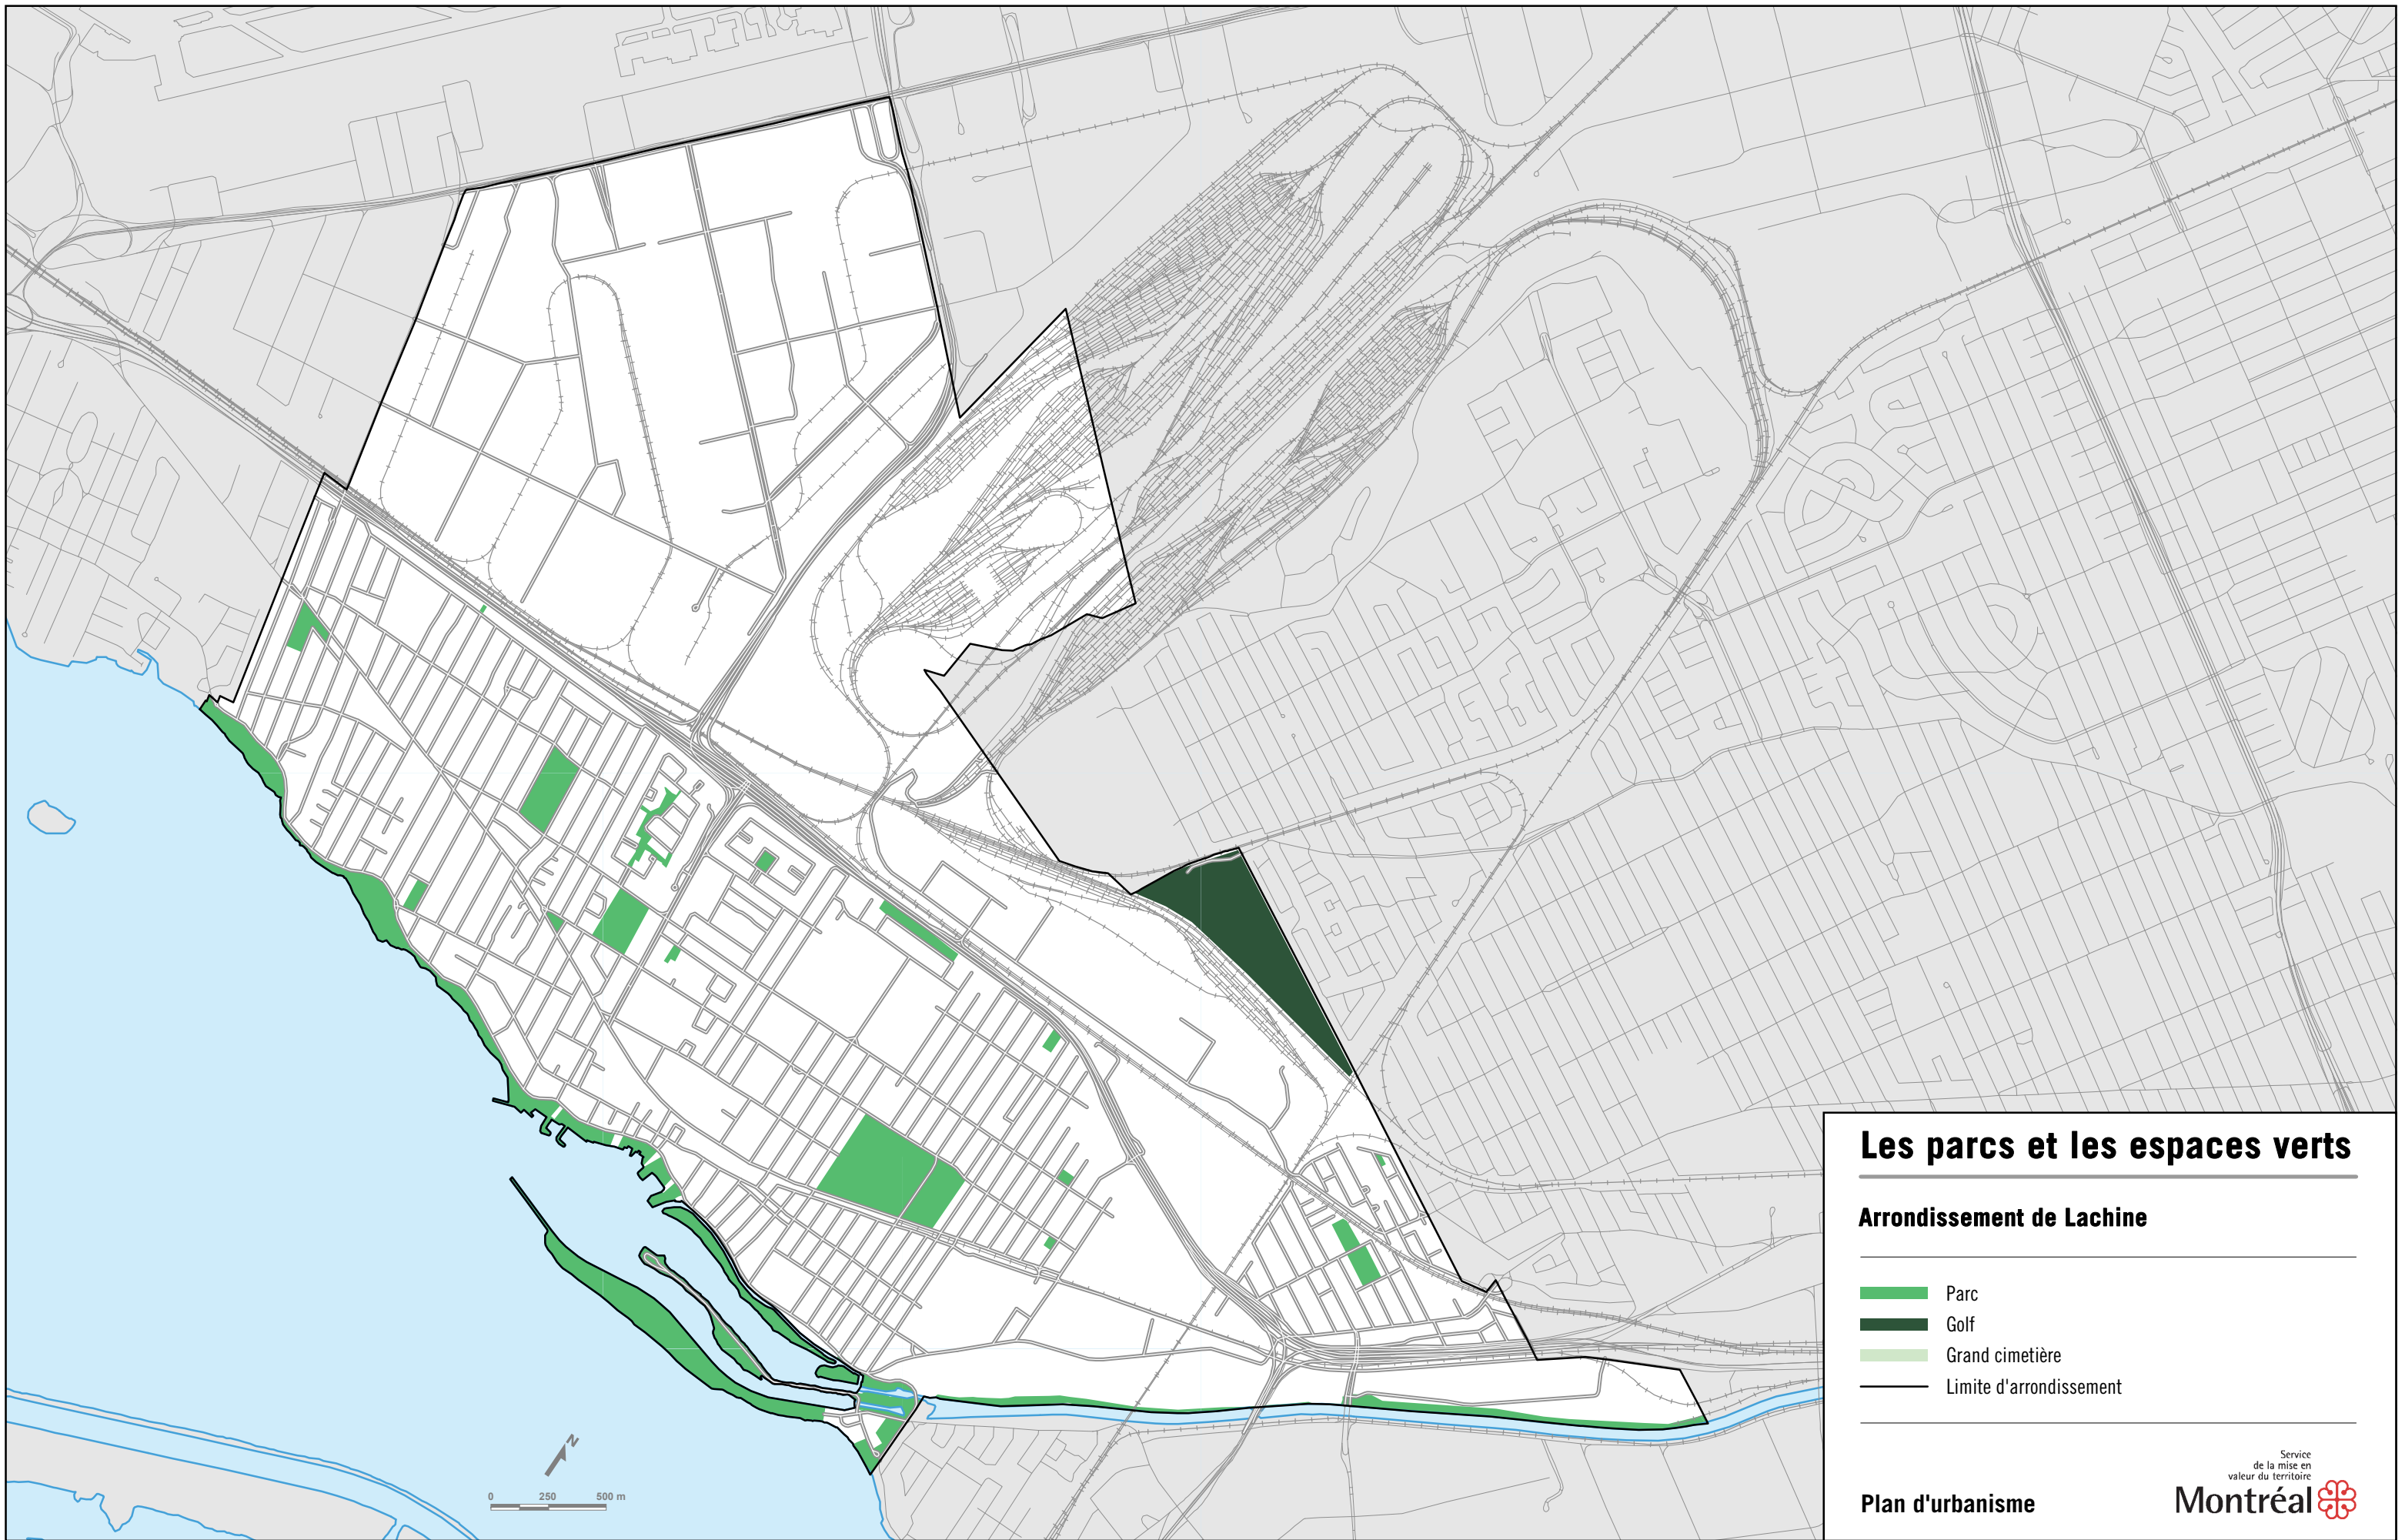 Les parcs et les espaces verts
Arrondissement de Lachine
Parc
Golf
Grand cimetière
Limite d'arrondissement
Plan d'urbanisme
Service
de la mise en
valeur du territoire
Montréal
N
0 250 500 m